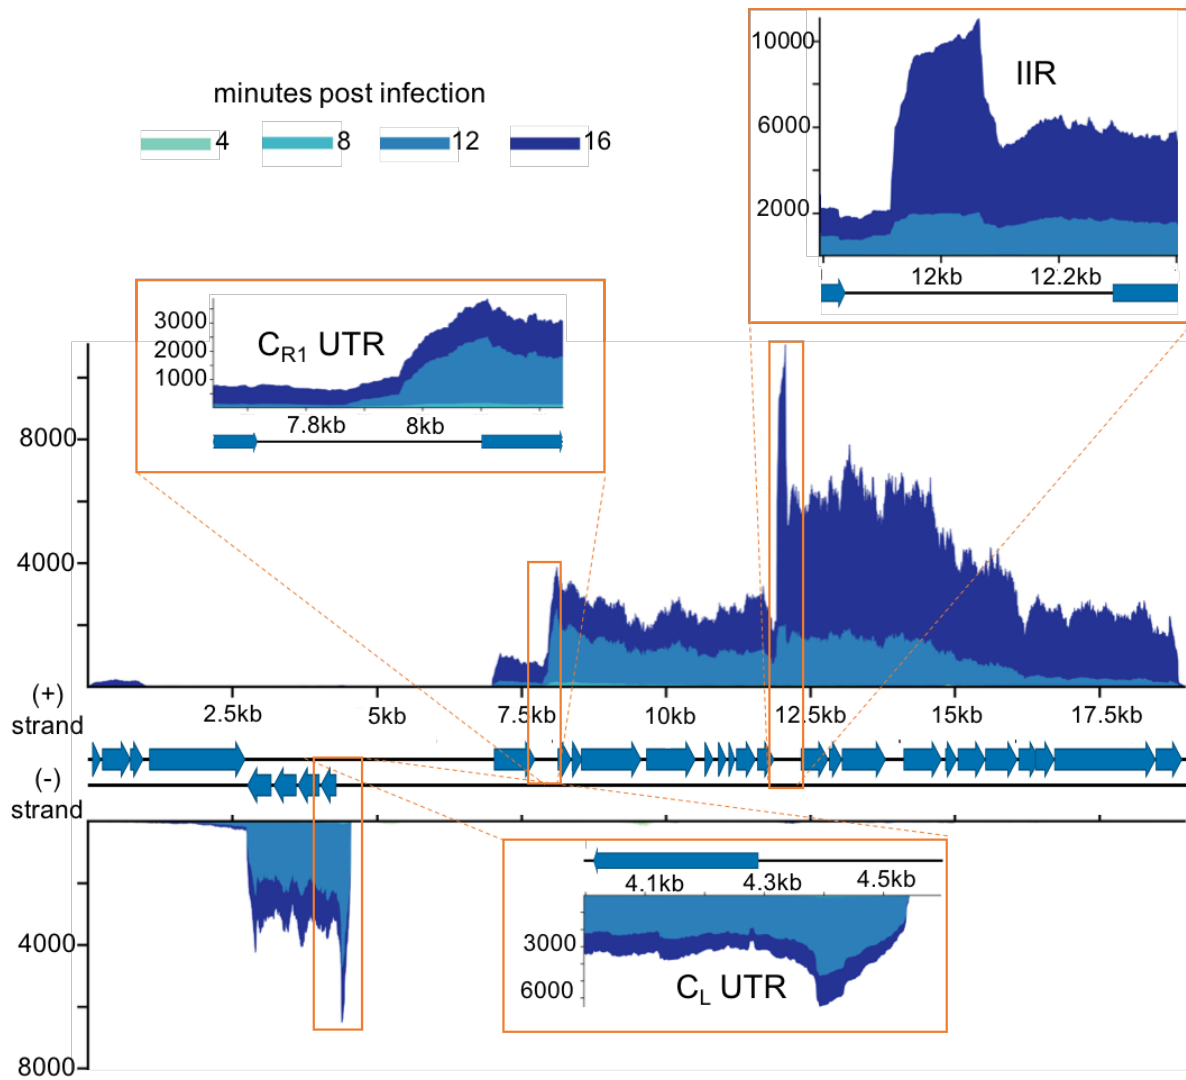 minutes post infection
4 8 12 16
10000
6000
2000
IIR
12kb 12.2kb
3000
2000
1000
C_R1 UTR
7.8kb 8kb
8000
4000
(+)
strand
2.5kb 5kb 7.5kb 10kb 12.5kb 15kb 17.5kb
(-)
strand
4.1kb 4.3kb 4.5kb
3000
6000
C_L UTR
4000
8000